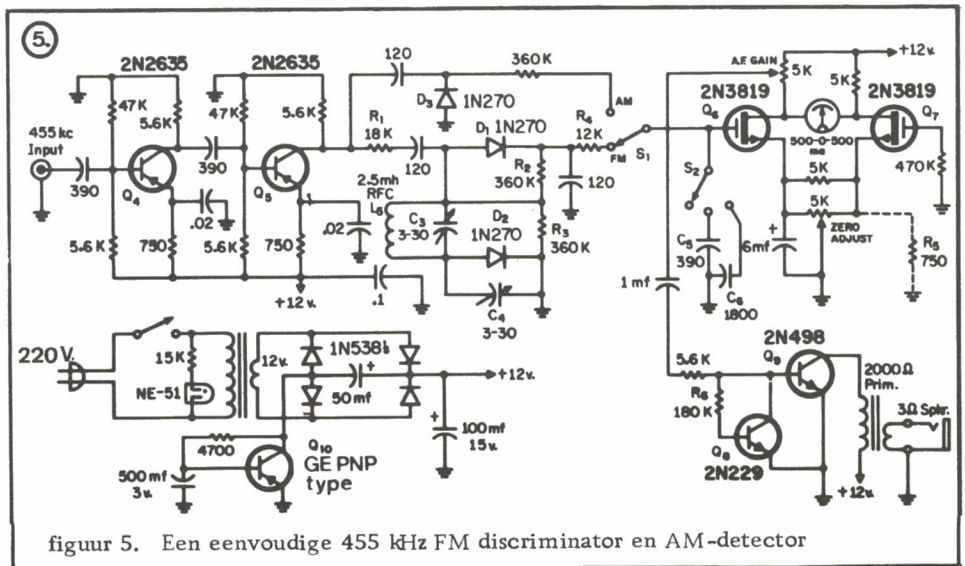 5.
2N2635
2N2635
120
360 K
AM
FM
S1
D3
1N270
47K
5.6K
47K
5.6K
R1
18K
120
D1 1N270
R4
12K
R2
360K
120
455kc
Input
390
Q4
390
Q5
.02
.02
2.5mh
RFC
L5
C3
3-30
D2
1N270
R3
360K
5.6K
750
5.6K
750
+12 v.
.1
C4
3-30
+12v.
A.F. GAIN
5K
5K
2N3819
2N3819
Q6
Q7
500-0-500
ma
470K
S2
5K
5K
ZERO
ADJUST
C5
390
6mf
R5
750
1 mf
C6
1800
2N498
5.6K
Q9
R6
180K
Q8
2N229
2000Ω
Prim.
3Ω Spkr.
+12v.
220V.
15K
NE-51
12v.
1N538's
50mf
+12v.
100mf
15v.
4700
Q10
GE PNP
type
500mf
3v.
figuur 5. Een eenvoudige 455 kHz FM discriminator en AM-detector